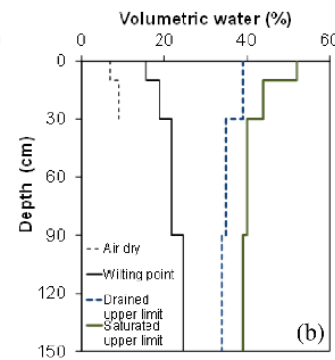 Volumetric water (%)
0 20 40 60
0
30
60
90
120
150
Depth (cm)
Air dry
Wilting point
Drained
upper limit
Saturated
upper limit
(b)